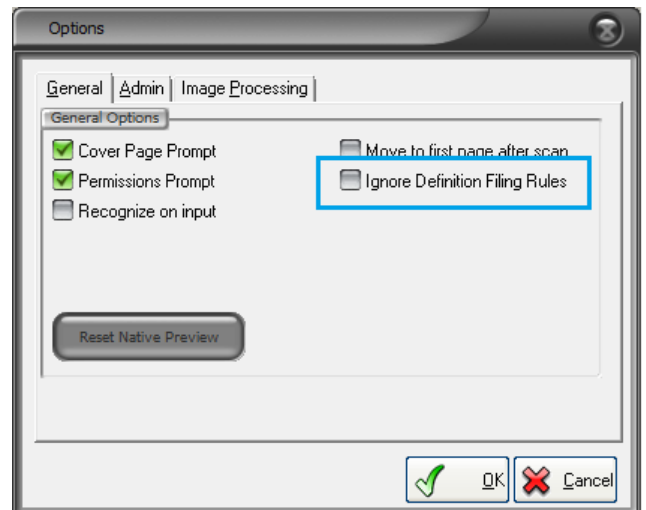 Options
General
Admin
Image Processing
General Options
Cover Page Prompt
Move to first page after scan
Permissions Prompt
Ignore Definition Filing Rules
Recognize on input
Reset Native Preview
OK
Cancel